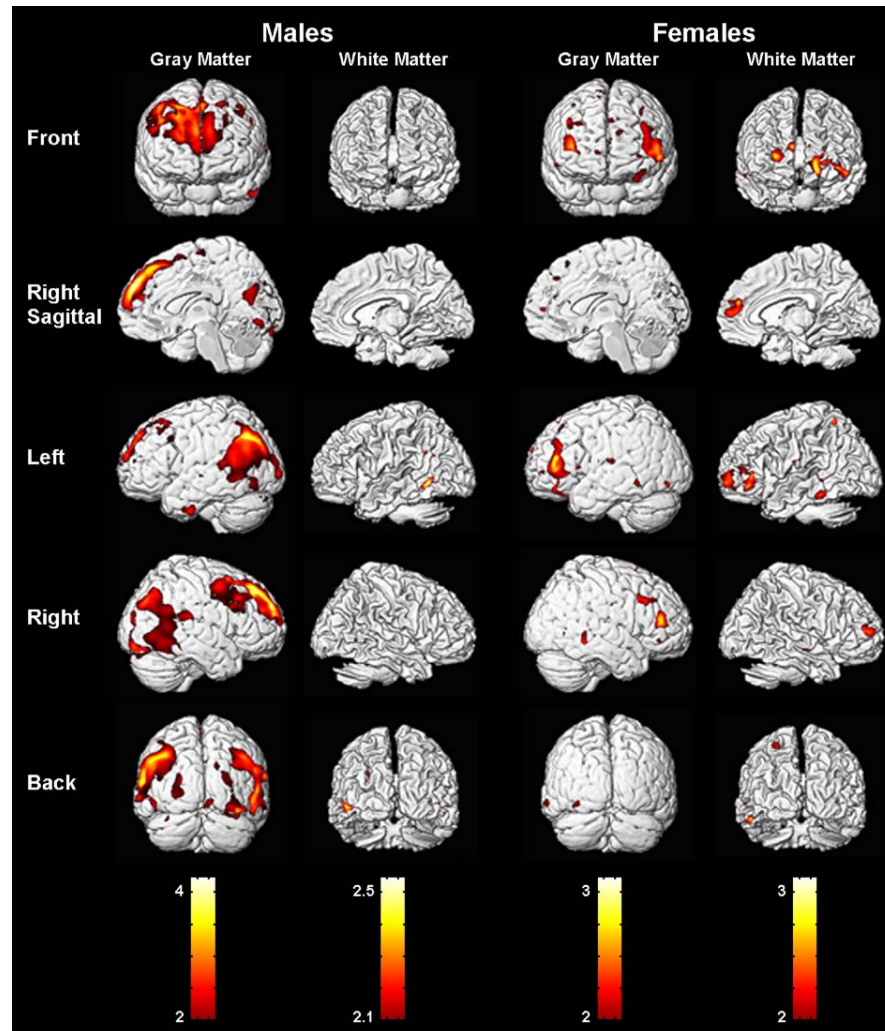 Males Females
Gray Matter White Matter Gray Matter White Matter
Front
Right
Sagittal
Left
Right
Back
4 2.5 3 3
2 2.1 2 2